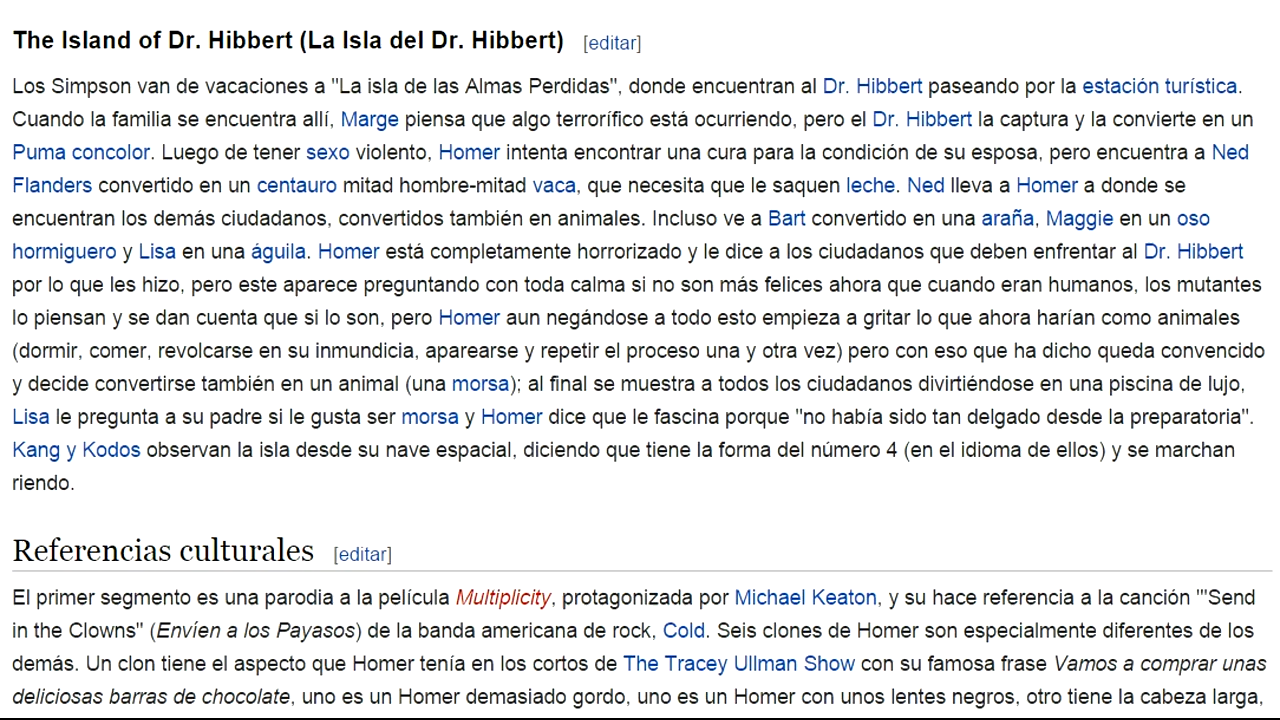 The Island of Dr. Hibbert (La Isla del Dr. Hibbert) [editar]
Los Simpson van de vacaciones a "La isla de las Almas Perdidas", donde encuentran al Dr. Hibbert paseando por la estación turística.
Cuando la familia se encuentra allí, Marge piensa que algo terrorífico está ocurriendo, pero el Dr. Hibbert la captura y la convierte en un
Puma concolor. Luego de tener sexo violento, Homer intenta encontrar una cura para la condición de su esposa, pero encuentra a Ned
Flanders convertido en un centauro mitad hombre-mitad vaca, que necesita que le saquen leche. Ned lleva a Homer a donde se
encuentran los demás ciudadanos, convertidos también en animales. Incluso ve a Bart convertido en una araña, Maggie en un oso
hormiguero y Lisa en una águila. Homer está completamente horrorizado y le dice a los ciudadanos que deben enfrentar al Dr. Hibbert
por lo que les hizo, pero este aparece preguntando con toda calma si no son más felices ahora que cuando eran humanos, los mutantes
lo piensan y se dan cuenta que si lo son, pero Homer aun negándose a todo esto empieza a gritar lo que ahora harían como animales
(dormir, comer, revolcarse en su inmundicia, aparearse y repetir el proceso una y otra vez) pero con eso que ha dicho queda convencido
y decide convertirse también en un animal (una morsa); al final se muestra a todos los ciudadanos divirtiéndose en una piscina de lujo,
Lisa le pregunta a su padre si le gusta ser morsa y Homer dice que le fascina porque "no había sido tan delgado desde la preparatoria".
Kang y Kodos observan la isla desde su nave espacial, diciendo que tiene la forma del número 4 (en el idioma de ellos) y se marchan
riendo.
Referencias culturales [editar]
El primer segmento es una parodia a la película Multiplicity, protagonizada por Michael Keaton, y su hace referencia a la canción '"Send
in the Clowns" (Envíen a los Payasos) de la banda americana de rock, Cold. Seis clones de Homer son especialmente diferentes de los
demás. Un clon tiene el aspecto que Homer tenía en los cortos de The Tracey Ullman Show con su famosa frase Vamos a comprar unas
deliciosas barras de chocolate, uno es un Homer demasiado gordo, uno es un Homer con unos lentes negros, otro tiene la cabeza larga,